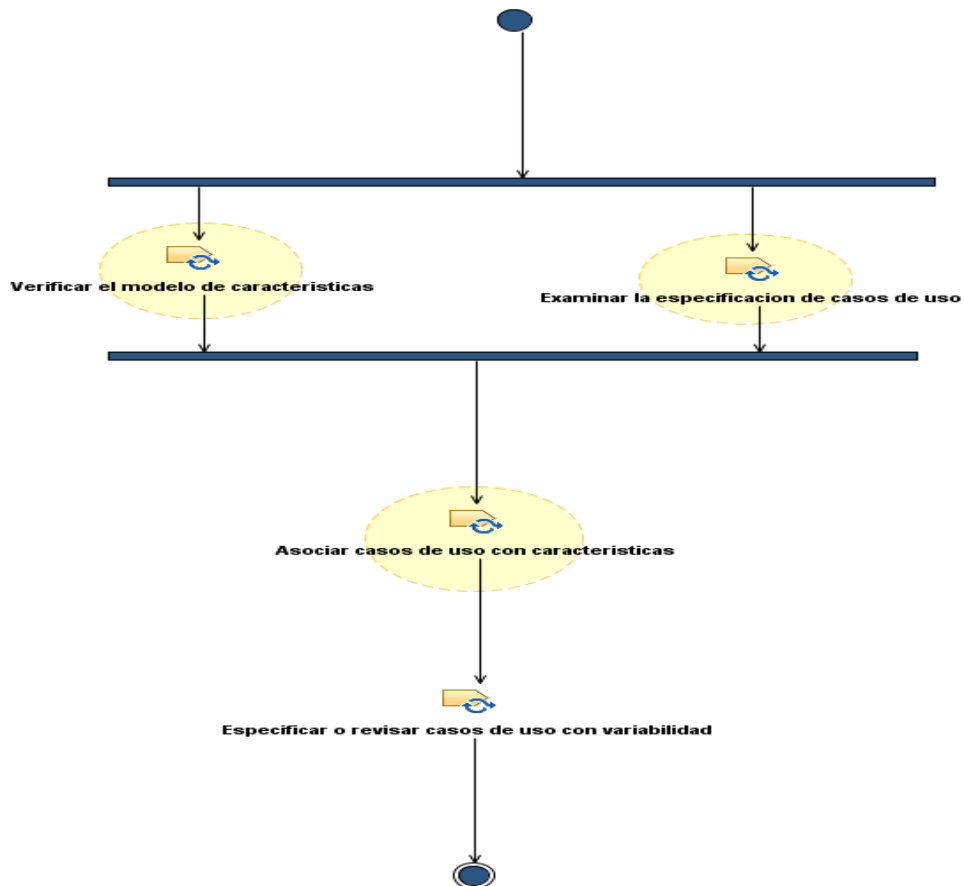 Verificar el modelo de caracteristicas
Examinar la especificacion de casos de uso
Asociar casos de uso con caracteristicas
Especificar o revisar casos de uso con variabilidad